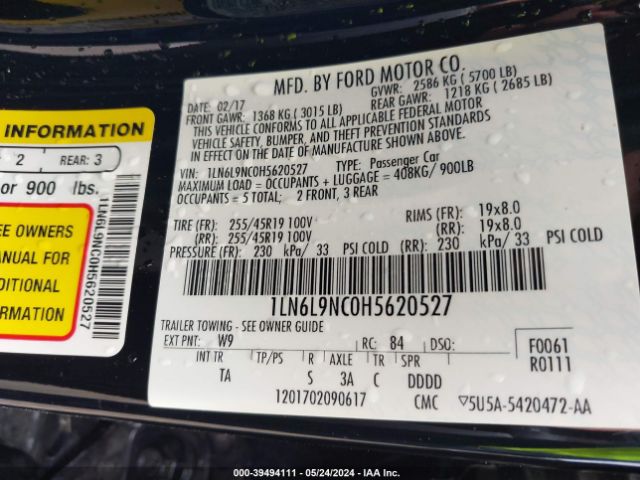 MFD. BY FORD MOTOR CO.
DATE: 02/17
GVWR: 2586 KG ( 5700 LB)
FRONT GAWR: 1368 KG ( 3015 LB)
REAR GAWR: 1218 KG ( 2685 LB)
THIS VEHICLE CONFORMS TO ALL APPLICABLE FEDERAL MOTOR
VEHICLE SAFETY, BUMPER, AND THEFT PREVENTION STANDARDS
IN EFFECT ON THE DATE OF MANUFACTURE SHOWN ABOVE.
VIN: 1LN6L9NC0H5620527 TYPE: Passenger Car
MAXIMUM LOAD = OCCUPANTS + LUGGAGE = 408KG/ 900LB
OCCUPANTS = 5 TOTAL: 2 FRONT, 3 REAR
TIRE (FR): 255/45R19 100V RIMS (FR): 19x8.0
(RR): 255/45R19 100V (RR): 19x8.0
PRESSURE (FR): 230 kPa/ 33 PSI COLD (RR): 230 kPa/ 33 PSI COLD
1LN6L9NC0H5620527
TRAILER TOWING - SEE OWNER GUIDE
EXT PNT: W9 RC: 84 DSO:
F0061
R0111
INT TR TP/PS R AXLE TR SPR
TA S 3A C DDDD
1201702090617 CMC ▽5U5A-5420472-AA
INFORMATION
2 REAR: 3
or 900 lbs.
EE OWNERS
MANUAL FOR
DITIONAL
FORMATION
1LN6L9NC0H5620527
000-39494111 - 05/24/2024 - IAA Inc.